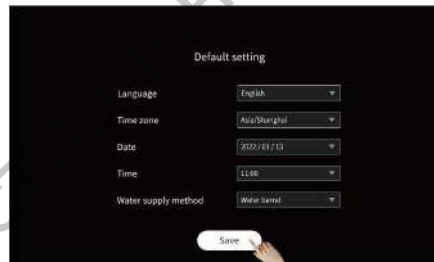 Default setting
Language English
Time zone Asia/Shanghai
Date 2022/03/13
Time 11:00
Water supply method Water barrel
Save